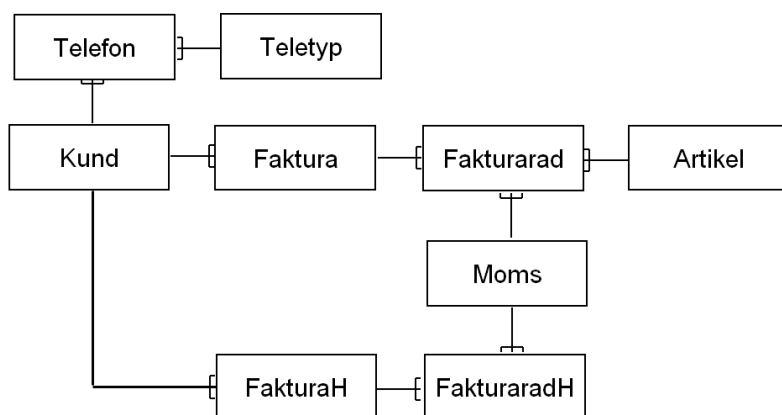 Telefon
Teletyp
Kund
Faktura
Fakturarad
Artikel
Moms
FakturaH
FakturaradH